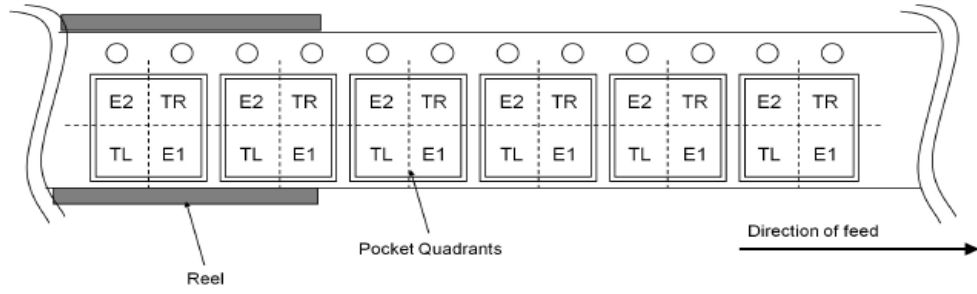 E2 TR E2 TR E2 TR E2 TR E2 TR E2 TR
TL E1 TL E1 TL E1 TL E1 TL E1 TL E1
Direction of feed
Pocket Quadrants
Reel